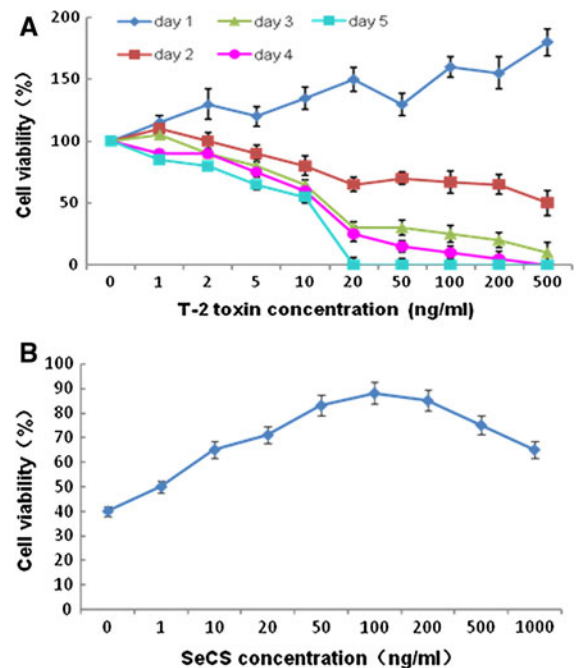 A
200
150
100
50
0
Cell viability (%)
day 1
day 3
day 5
day 2
day 4
0 1 2 5 10 20 50 100 200 500
T-2 toxin concentration (ng/ml)
B
100
90
80
70
60
50
40
30
20
10
0
Cell viability (%)
0 1 10 20 50 100 200 500 1000
SeCS concentration (ng/ml)